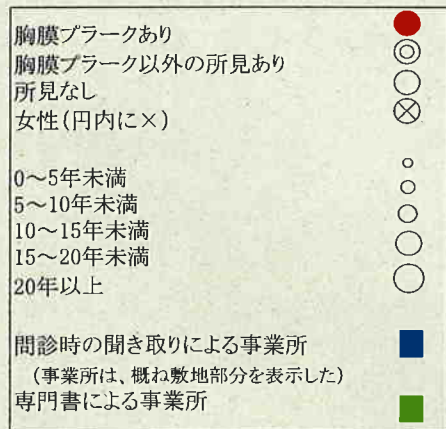 胸膜プラークあり
胸膜プラーク以外の所見あり
所見なし
女性(円内に×)
0～5年未満
5～10年未満
10～15年未満
15～20年未満
20年以上
問診時の聞き取りによる事業所
(事業所は、概ね敷地部分を表示した)
専門書による事業所